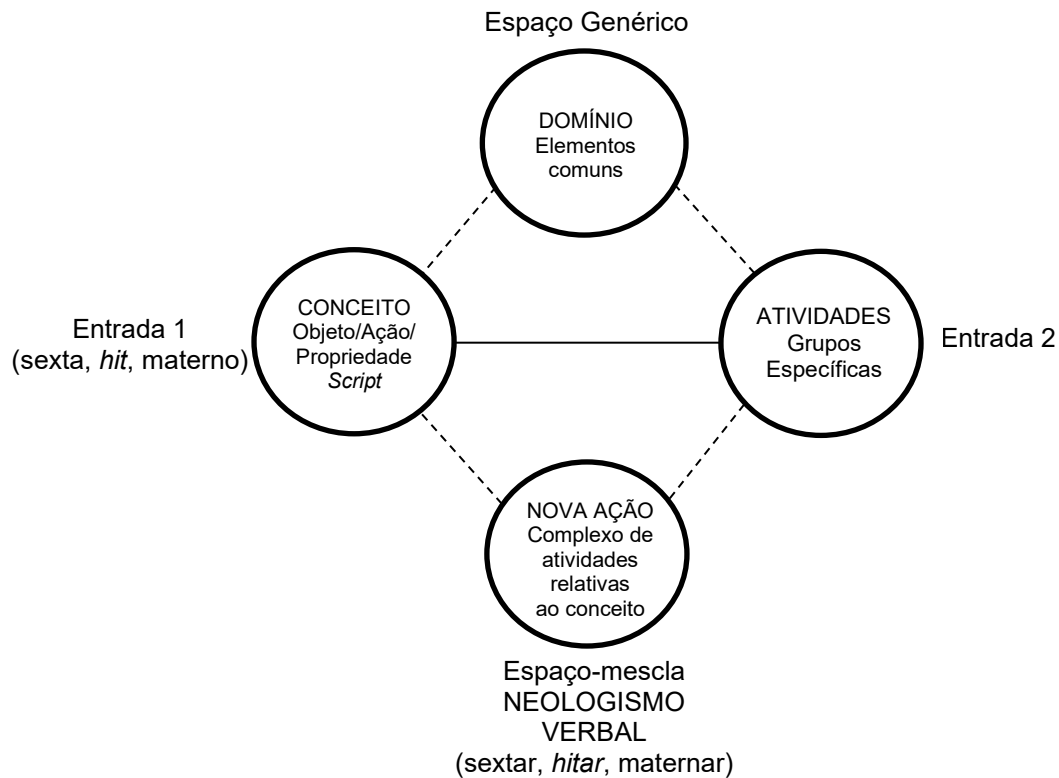 Espaço Genérico
DOMÍNIO
Elementos
comuns
Entrada 1
(sexta, hit, materno)
CONCEITO
Objeto/Ação/
Propriedade
Script
ATIVIDADES
Grupos
Específicas
Entrada 2
NOVA AÇÃO
Complexo de
atividades
relativas
ao conceito
Espaço-mescla
NEOLOGISMO
VERBAL
(sextar, hitar, maternar)